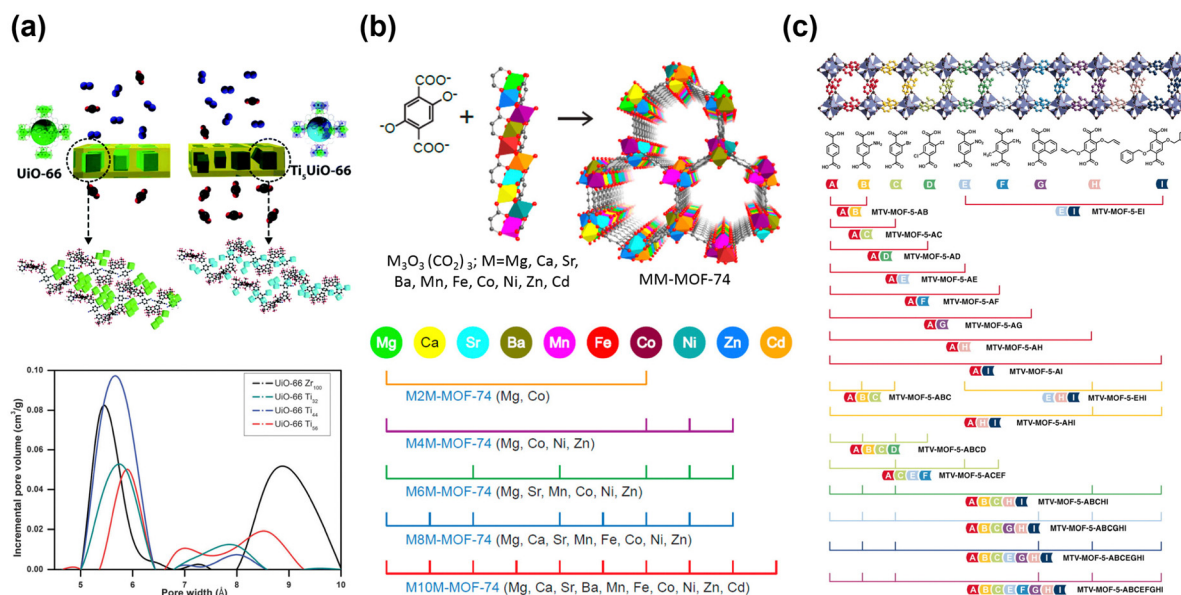 (a)
UiO-66
Ti5UiO-66
0.10
0.08
0.06
0.04
0.02
0.00
5
6
7
8
9
10
Incremental pore volume (cm³/g)
Pore width (Å)
UiO-66 Zr100
UiO-66 Ti32
UiO-66 Ti44
UiO-66 Ti56
(b)
COO⁻
O⁻
⁻O
COO⁻
+
M3O3(CO2)3; M=Mg, Ca, Sr,
Ba, Mn, Fe, Co, Ni, Zn, Cd
MM-MOF-74
Mg Ca Sr Ba Mn Fe Co Ni Zn Cd
M2M-MOF-74 (Mg, Co)
M4M-MOF-74 (Mg, Co, Ni, Zn)
M6M-MOF-74 (Mg, Sr, Mn, Co, Ni, Zn)
M8M-MOF-74 (Mg, Ca, Sr, Mn, Fe, Co, Ni, Zn)
M10M-MOF-74 (Mg, Ca, Sr, Ba, Mn, Fe, Co, Ni, Zn, Cd)
(c)
A B C D E F G H I
A B MTV-MOF-5-AB
E I MTV-MOF-5-EI
A C MTV-MOF-5-AC
A D MTV-MOF-5-AD
A E MTV-MOF-5-AE
A F MTV-MOF-5-AF
A G MTV-MOF-5-AG
A H MTV-MOF-5-AH
A I MTV-MOF-5-AI
A B C MTV-MOF-5-ABC
E H I MTV-MOF-5-EHI
A H I MTV-MOF-5-AHI
A B C D MTV-MOF-5-ABCD
A C E F MTV-MOF-5-ACEF
A B C H I MTV-MOF-5-ABCHI
A B C G H I MTV-MOF-5-ABCGHI
A B C E G H I MTV-MOF-5-ABCEGHI
A B C E F G H I MTV-MOF-5-ABCEFGHI